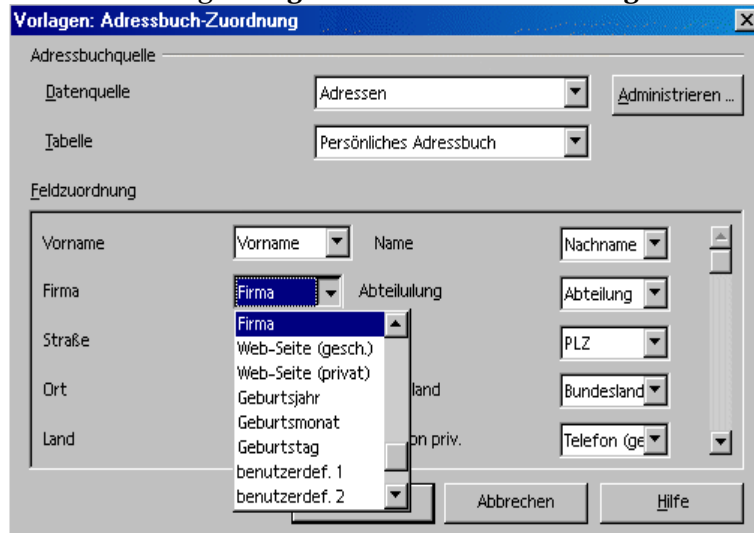 Vorlagen: Adressbuch-Zuordnung
Adressbuchquelle
Datenquelle Adressen Administrieren ...
Tabelle Persönliches Adressbuch
Feldzuordnung
Vorname Vorname Name Nachname
Firma Firma Abteiluilung Abteilung
Firma
Straße Web-Seite (gesch.) PLZ
Web-Seite (privat)
Ort Geburtsjahr land Bundesland
Geburtsmonat
Land Geburtstag on priv. Telefon (ge
benutzerdef. 1
benutzerdef. 2
Abbrechen Hilfe